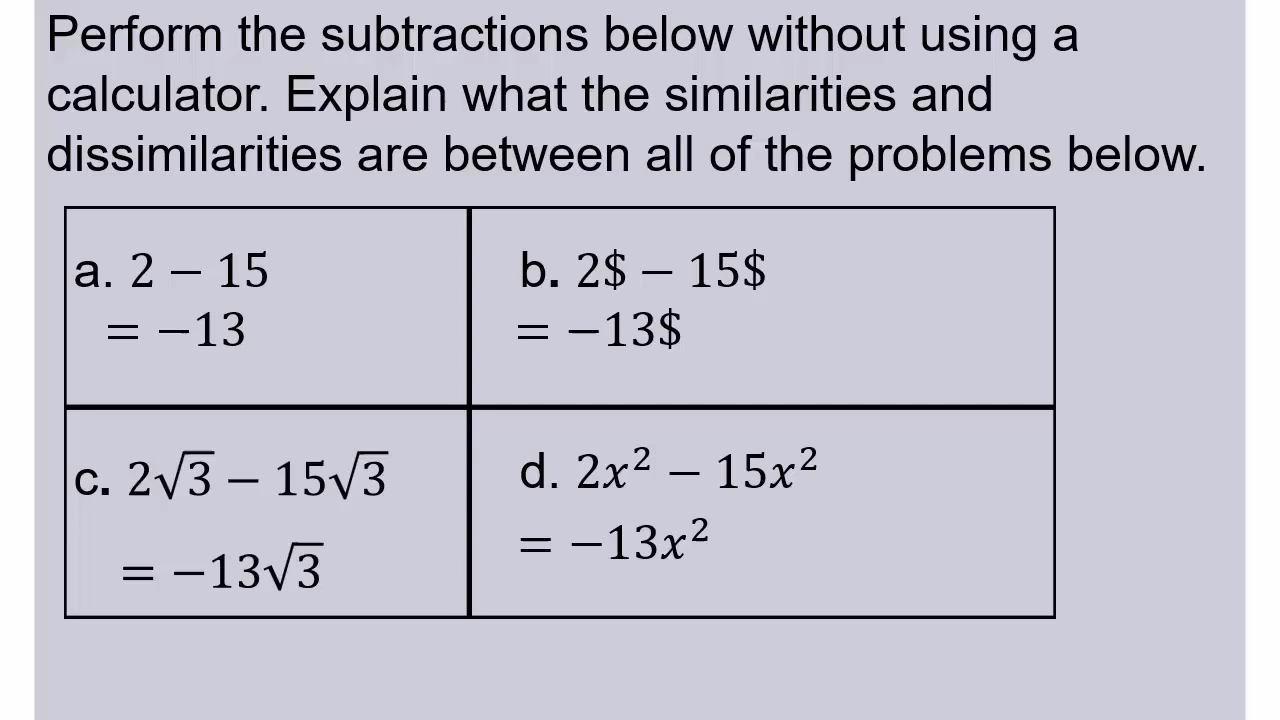 Perform the subtractions below without using a
calculator. Explain what the similarities and
dissimilarities are between all of the problems below.
a. 2 − 15
= −13
b. 2$ − 15$
= −13$
c. 2√3 − 15√3
= −13√3
d. 2x² − 15x²
= −13x²